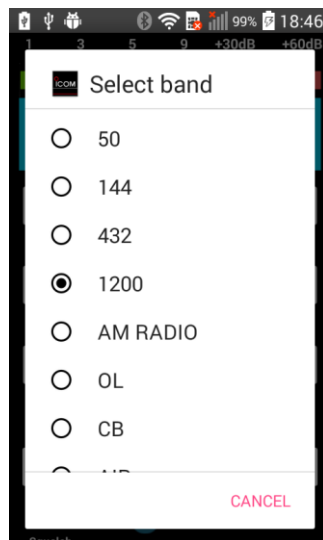 99% 18:46
1 3 5 9 +30dB +60dB
ICOM Select band
50
144
432
1200
AM RADIO
OL
CB
CANCEL